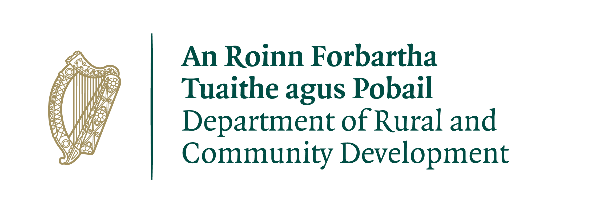 An Roinn Forbartha
Tuaithe agus Pobail
Department of Rural and
Community Development